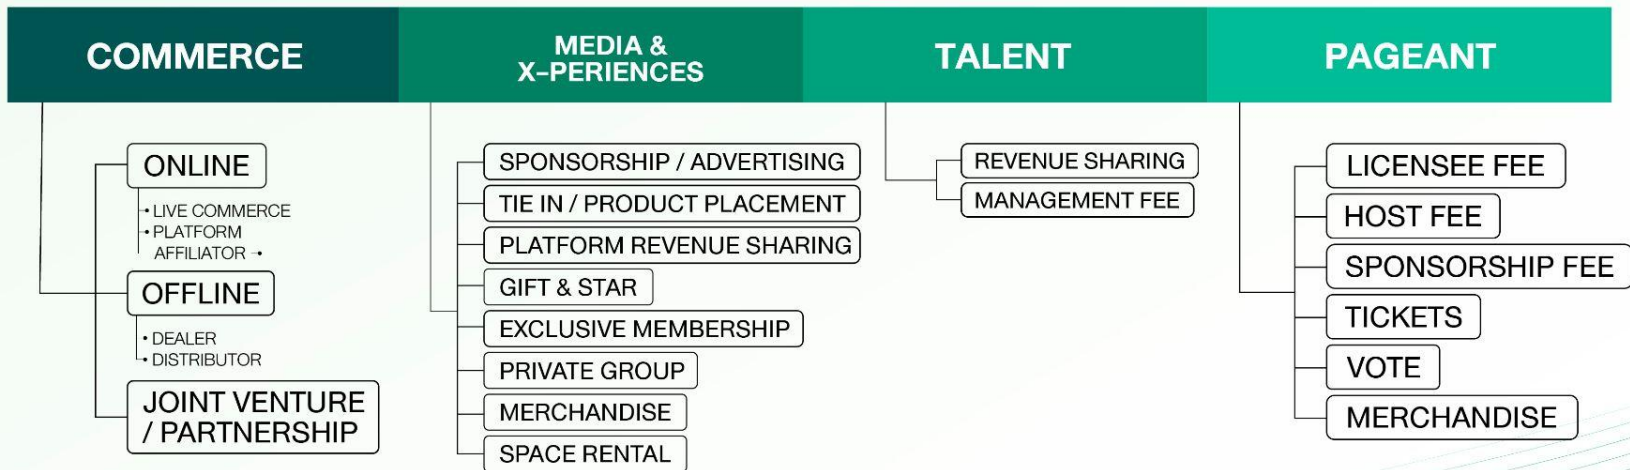 COMMERCE
MEDIA &
X-PERIENCES
TALENT
PAGEANT
ONLINE
• LIVE COMMERCE
• PLATFORM
AFFILIATOR
OFFLINE
• DEALER
• DISTRIBUTOR
JOINT VENTURE
/ PARTNERSHIP
SPONSORSHIP / ADVERTISING
TIE IN / PRODUCT PLACEMENT
PLATFORM REVENUE SHARING
GIFT & STAR
EXCLUSIVE MEMBERSHIP
PRIVATE GROUP
MERCHANDISE
SPACE RENTAL
REVENUE SHARING
MANAGEMENT FEE
LICENSEE FEE
HOST FEE
SPONSORSHIP FEE
TICKETS
VOTE
MERCHANDISE